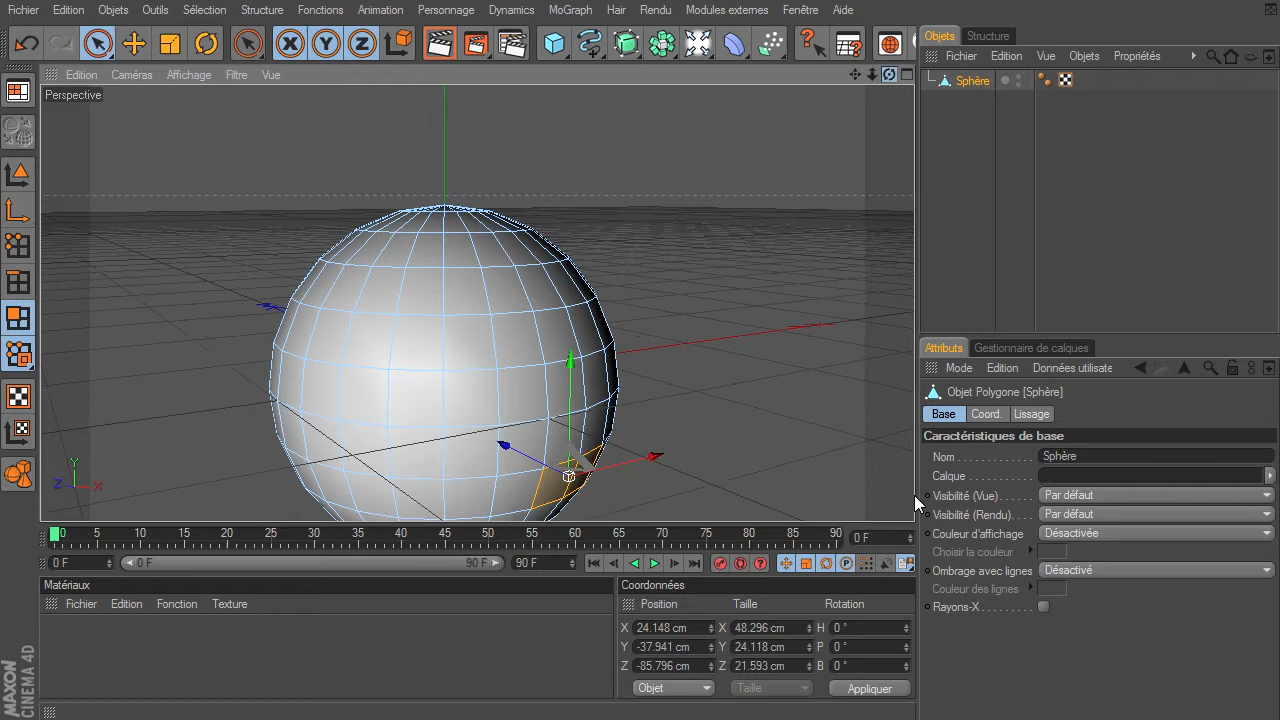 Fichier Edition Objets Outils Sélection Structure Fonctions Animation Personnage Dynamics MoGraph Hair Rendu Modules externes Fenêtre Aide
X Y Z
Edition Caméras Affichage Filtre Vue
Perspective
Y
Z X
0 5 10 15 20 25 30 35 40 45 50 55 60 65 70 75 80 85 90 0 F
0 F 0 F 90 F 90 F
Matériaux
Fichier Edition Fonction Texture
Coordonnées
Position Taille Rotation
X 24.148 cm X 48.296 cm H 0 °
Y -37.941 cm Y 24.118 cm P 0 °
Z -85.796 cm Z 21.593 cm B 0 °
Objet Taille Appliquer
MAXON
CINEMA 4D
Objets Structure
Fichier Edition Vue Objets Propriétés
Sphère
Attributs Gestionnaire de calques
Mode Edition Données utilisate
Objet Polygone [Sphère]
Base Coord. Lissage
Caractéristiques de base
Nom Sphère
Calque
Visibilité (Vue) Par défaut
Visibilité (Rendu) Par défaut
Couleur d'affichage Désactivée
Choisir la couleur
Ombrage avec lignes Désactivé
Couleur des lignes
Rayons-X